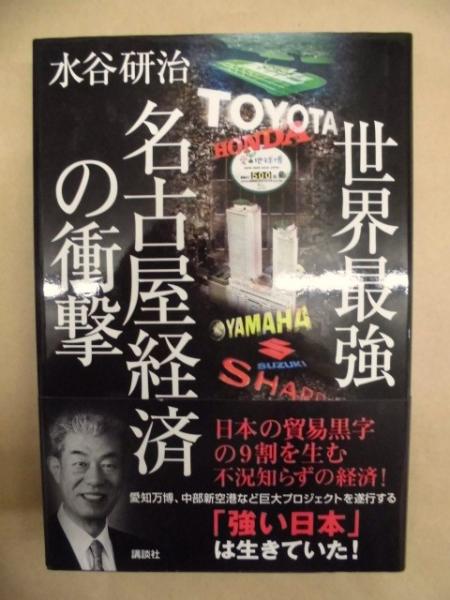 水谷研治
世界最強
名古屋経済
の衝撃
TOYOTA
HONDA
500
YAMAHA
SUZUKI
SHARP
日本の貿易黒字
の9割を生む
不況知らずの経済!
愛知万博、中部新空港など巨大プロジェクトを遂行する
「強い日本」
は生きていた!
講談社